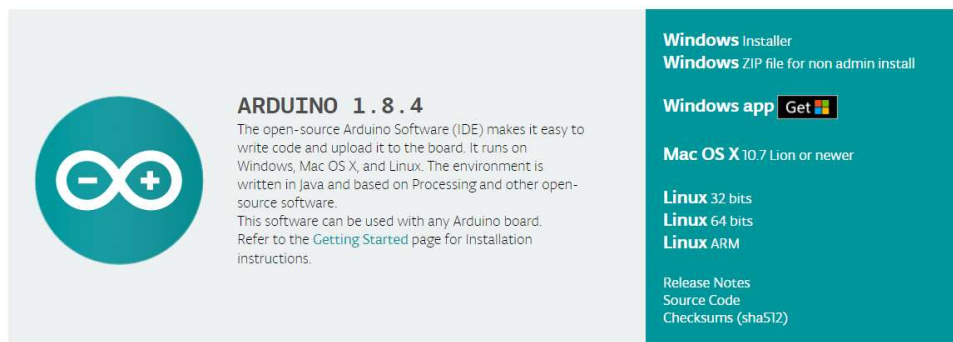 ARDUINO 1.8.4
The open-source Arduino Software (IDE) makes it easy to
write code and upload it to the board. It runs on
Windows, Mac OS X, and Linux. The environment is
written in Java and based on Processing and other open-
source software.
This software can be used with any Arduino board.
Refer to the Getting Started page for Installation
instructions.
Windows Installer
Windows ZIP file for non admin install
Windows app Get
Mac OS X 10.7 Lion or newer
Linux 32 bits
Linux 64 bits
Linux ARM
Release Notes
Source Code
Checksums (sha512)